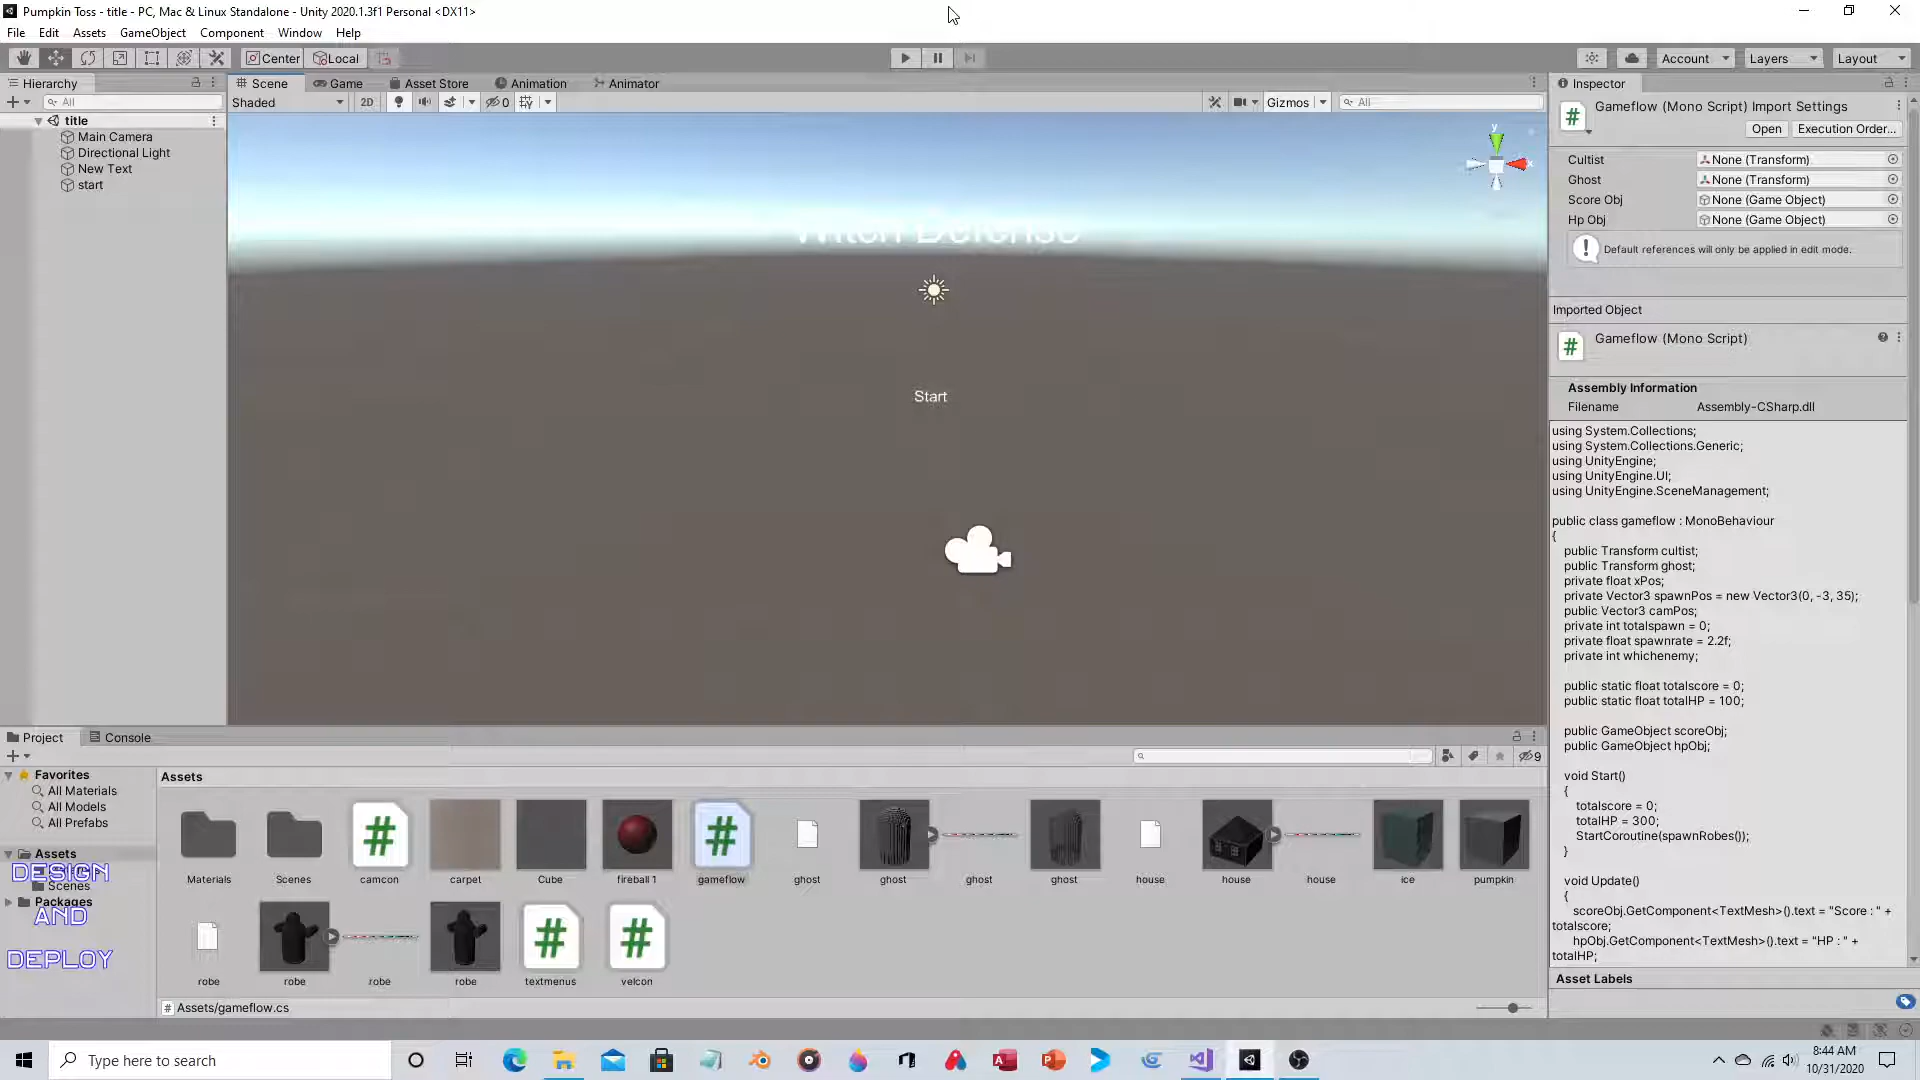 Pumpkin Toss - title - PC, Mac & Linux Standalone - Unity 2020.1.3f1 Personal <DX11>
File Edit Assets GameObject Component Window Help
Center Local Account Layers Layout
Hierarchy
All
title
Main Camera
Directional Light
New Text
start
Scene Game Asset Store Animation Animator
Shaded 2D 0 Gizmos All
y
x
Witch Defense
Start
Inspector
Gameflow (Mono Script) Import Settings
Open Execution Order...
Cultist None (Transform)
Ghost None (Transform)
Score Obj None (Game Object)
Hp Obj None (Game Object)
Default references will only be applied in edit mode.
Imported Object
Gameflow (Mono Script)
Assembly Information
Filename Assembly-CSharp.dll
using System.Collections;
using System.Collections.Generic;
using UnityEngine;
using UnityEngine.UI;
using UnityEngine.SceneManagement;
public class gameflow : MonoBehaviour
{
public Transform cultist;
public Transform ghost;
private float xPos;
private Vector3 spawnPos = new Vector3(0, -3, 35);
public Vector3 camPos;
private int totalspawn = 0;
private float spawnrate = 2.2f;
private int whichenemy;
public static float totalscore = 0;
public static float totalHP = 100;
public GameObject scoreObj;
public GameObject hpObj;
void Start()
{
totalscore = 0;
totalHP = 300;
StartCoroutine(spawnRobes());
}
void Update()
{
scoreObj.GetComponent<TextMesh>().text = "Score : " +
totalscore;
hpObj.GetComponent<TextMesh>().text = "HP : " +
totalHP;
Asset Labels
Project Console
9
Favorites
All Materials
All Models
All Prefabs
Assets
Scenes
Packages
DESIGN
AND
DEPLOY
Assets
Materials Scenes camcon carpet Cube fireball 1 gameflow ghost ghost ghost ghost house house house ice pumpkin
robe robe robe robe textmenus velcon
Assets/gameflow.cs
Type here to search
8:44 AM
10/31/2020